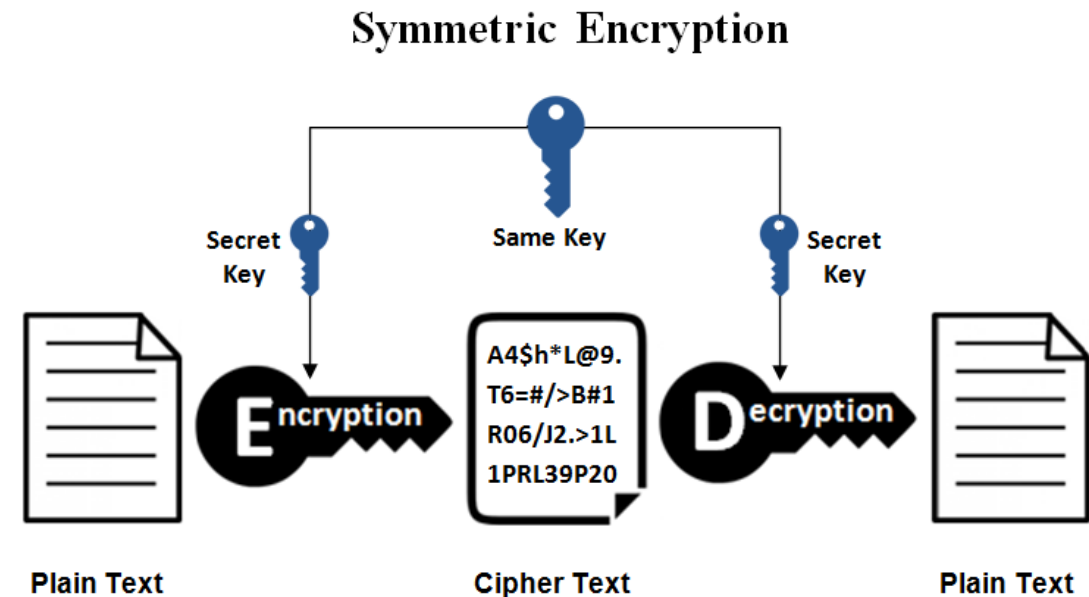 Symmetric Encryption
Secret
Key
Same Key
Secret
Key
Encryption
A4$h*L@9.
T6=#/>B#1
R06/J2.>1L
1PRL39P20
Decryption
Plain Text
Cipher Text
Plain Text